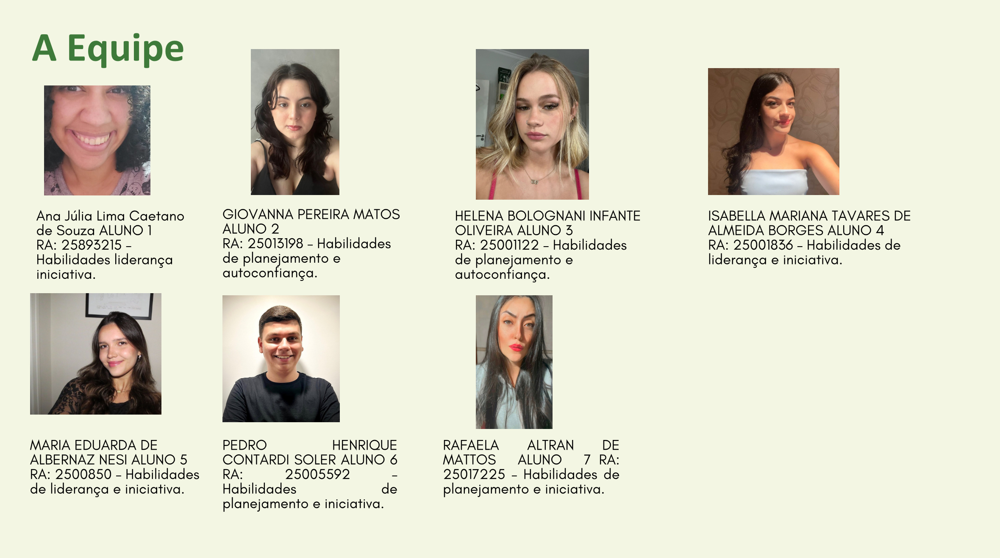 A Equipe
Ana Júlia Lima Caetano
de Souza ALUNO 1
RA: 25893215 –
Habilidades liderança
iniciativa.
GIOVANNA PEREIRA MATOS
ALUNO 2
RA: 25013198 – Habilidades
de planejamento e
autoconfiança.
HELENA BOLOGNANI INFANTE
OLIVEIRA ALUNO 3
RA: 25001122 – Habilidades
de planejamento e
autoconfiança.
ISABELLA MARIANA TAVARES DE
ALMEIDA BORGES ALUNO 4
RA: 25001836 – Habilidades de
liderança e iniciativa.
MARIA EDUARDA DE
ALBERNAZ NESI ALUNO 5
RA: 2500850 – Habilidades
de liderança e iniciativa.
PEDRO HENRIQUE
CONTARDI SOLER ALUNO 6
RA: 25005592 –
Habilidades de
planejamento e iniciativa.
RAFAELA ALTRAN DE
MATTOS ALUNO 7 RA:
25017225 – Habilidades de
planejamento e iniciativa.